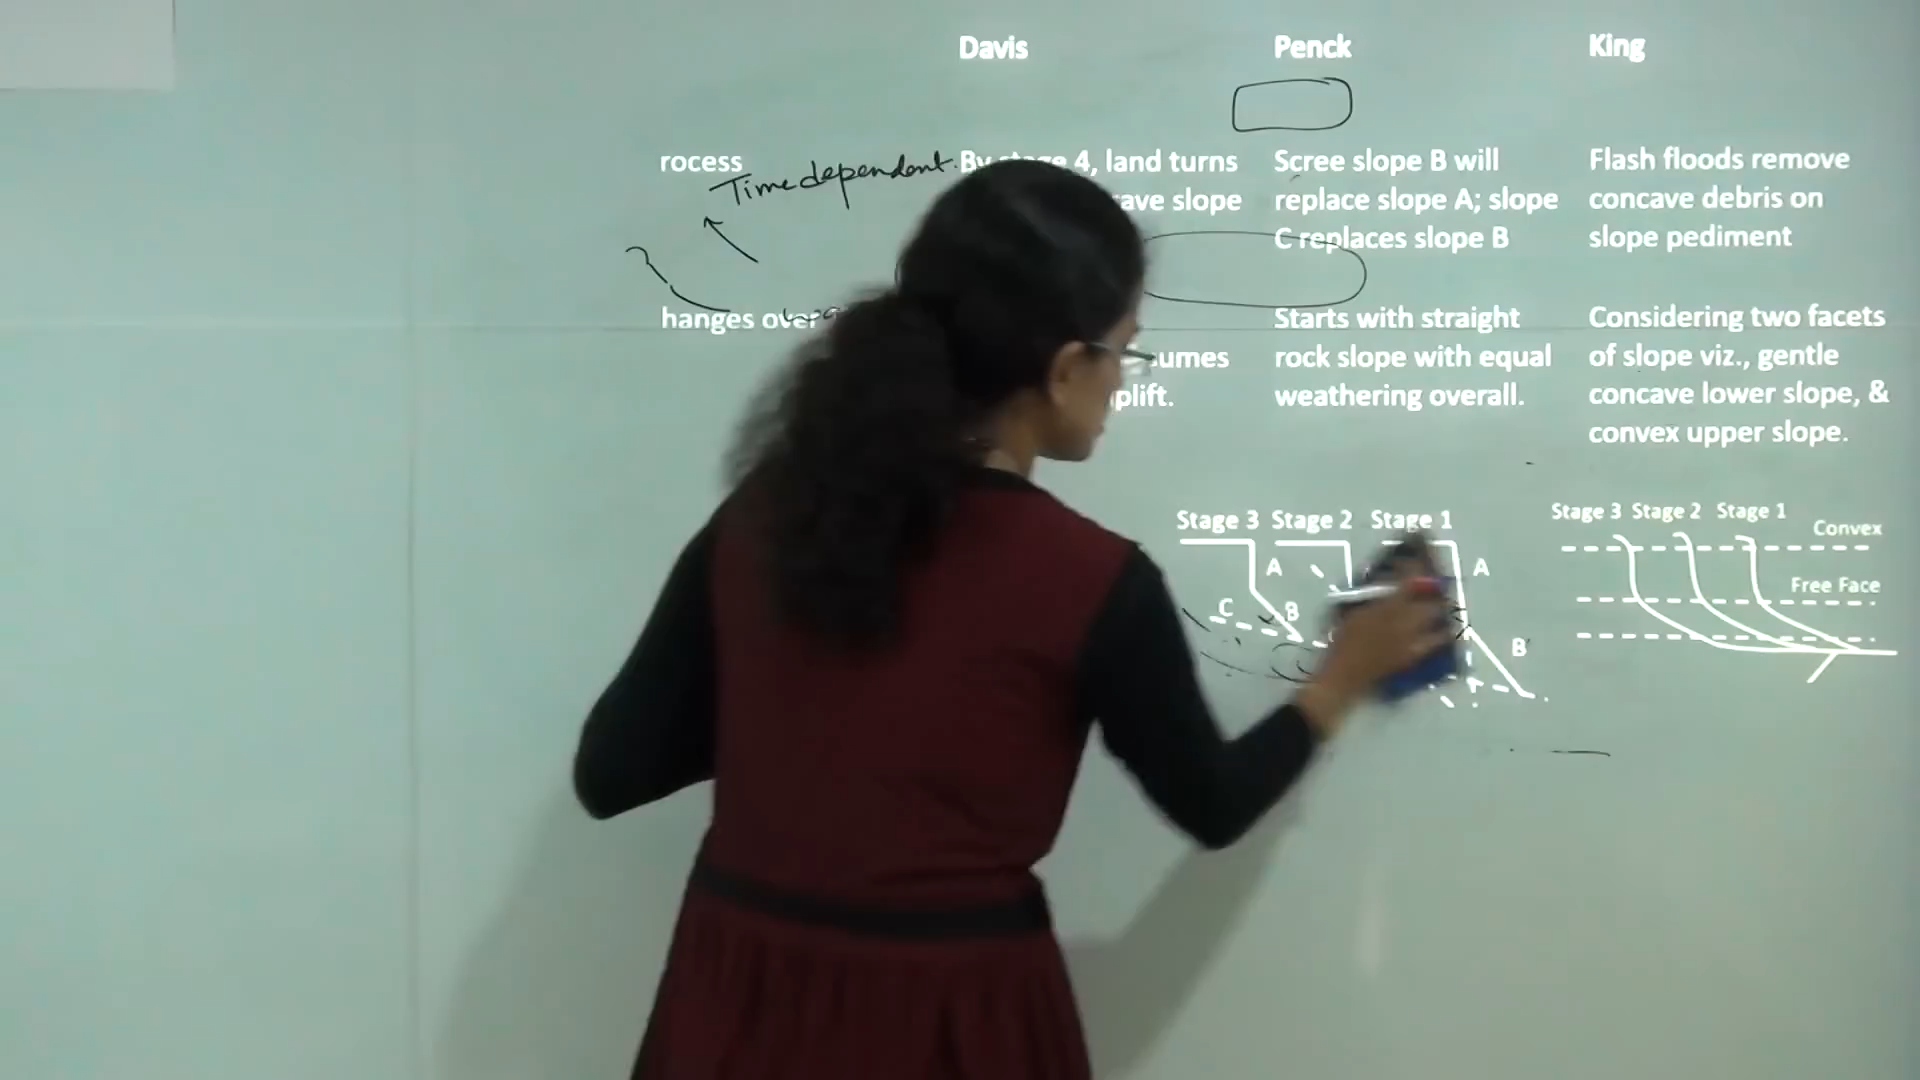 Davis Penck King
rocess
Time dependent.
By stage 4, land turns
ave slope
Scree slope B will
replace slope A; slope
C replaces slope B
Flash floods remove
concave debris on
slope pediment
hanges over
umes
plift.
Starts with straight
rock slope with equal
weathering overall.
Considering two facets
of slope viz., gentle
concave lower slope, &
convex upper slope.
Stage 3 Stage 2 Stage 1
A A
C B
B
Stage 3 Stage 2 Stage 1
Convex
Free Face